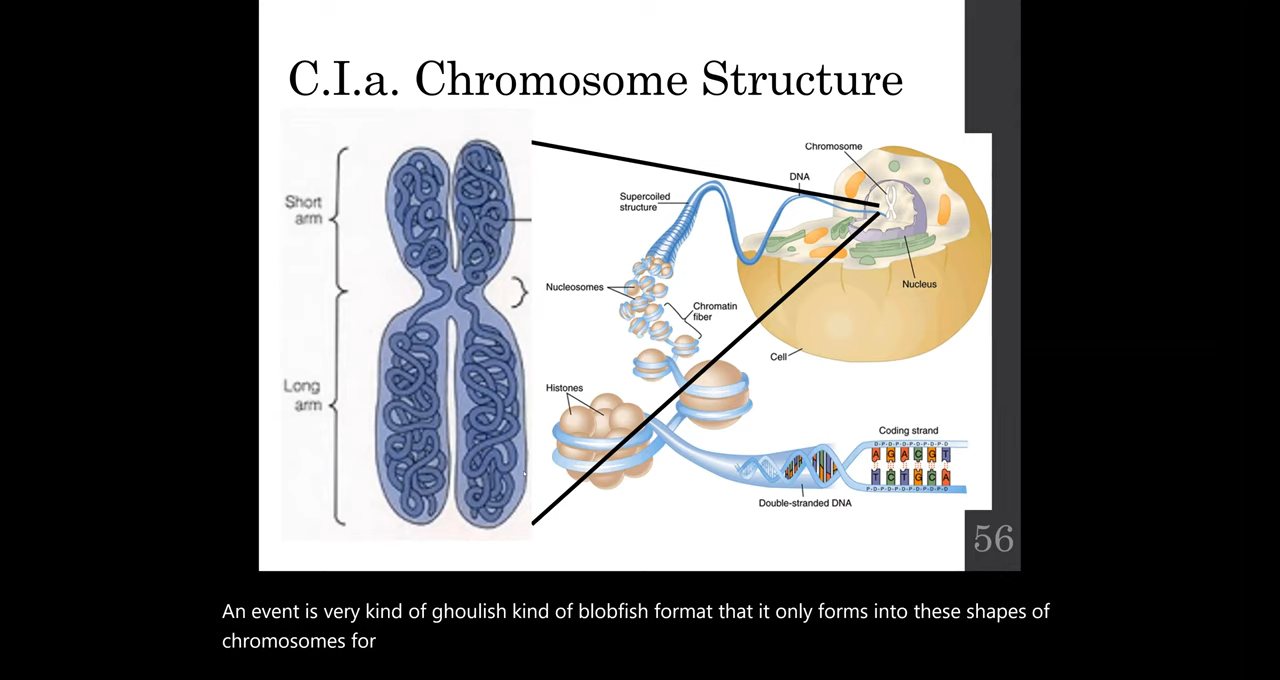 C.I.a. Chromosome Structure
Short
arm
Long
arm
Chromosome
DNA
Supercoiled
structure
Nucleosomes
Chromatin
fiber
Nucleus
Cell
Histones
Coding strand
D-P-D-P-D-P-D-P-D-P-D
A G A C G T
T C T G C A
P-D-P-D-P-D-P-D-P-D-P-D
Double-stranded DNA
56
An event is very kind of ghoulish kind of blobfish format that it only forms into these shapes of
chromosomes for